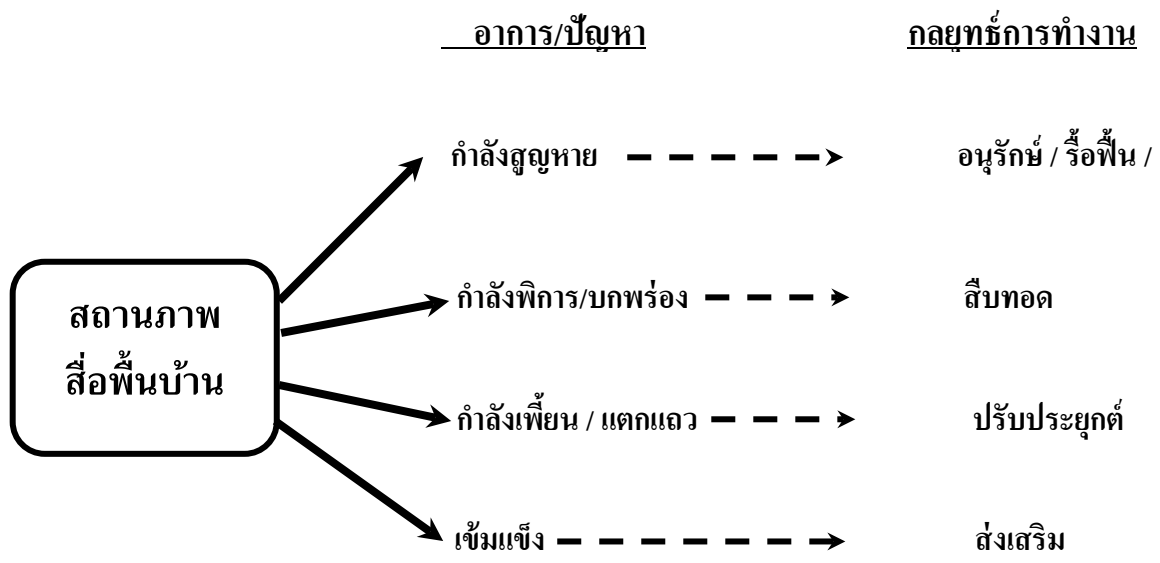 อาการ/ปัญหา กลยุทธ์การทำงาน
กำลังสูญหาย อนุรักษ์ / รื้อฟื้น /
สถานภาพ
สื่อพื้นบ้าน
กำลังพิการ/บกพร่อง สืบทอด
กำลังเพี้ยน / แตกแถว ปรับประยุกต์
เข้มแข็ง ส่งเสริม